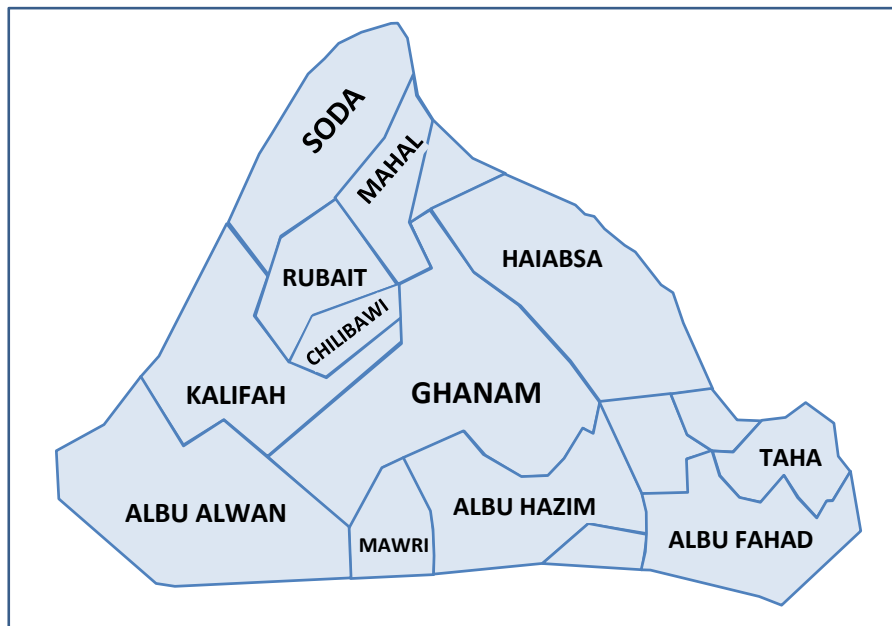 SODA
MAHAL
HAIABSA
RUBAIT
CHILIBAWI
KALIFAH
GHANAM
TAHA
ALBU ALWAN
ALBU HAZIM
MAWRI
ALBU FAHAD